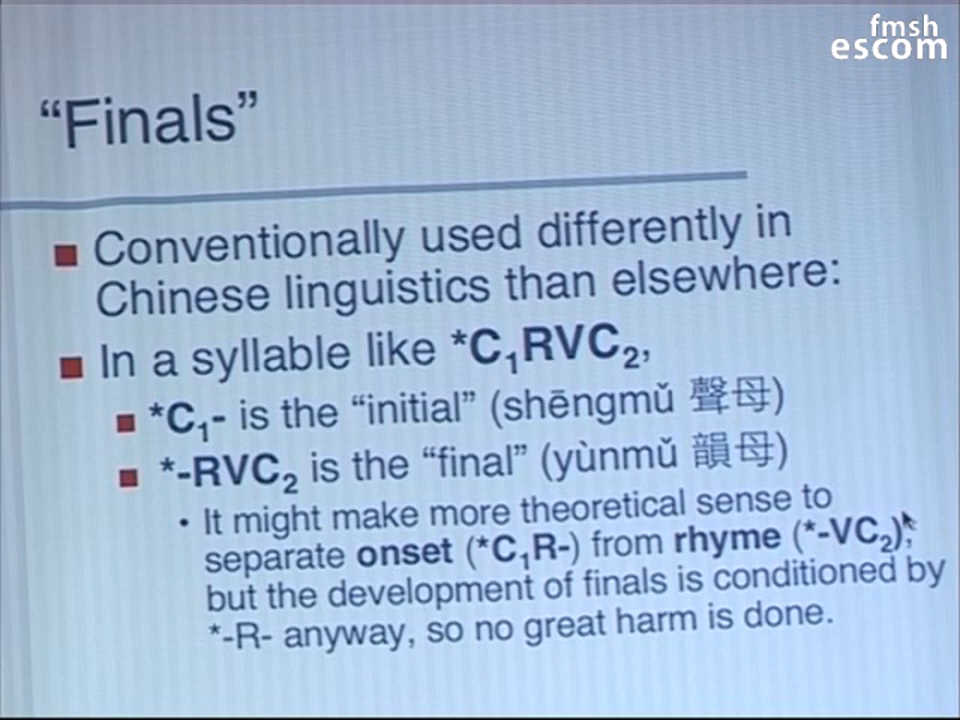 fmsh
escom
“Finals”
■ Conventionally used differently in
Chinese linguistics than elsewhere:
■ In a syllable like *C₁RVC₂,
■ *C₁- is the “initial” (shēngmǔ 聲母)
■ *-RVC₂ is the “final” (yùnmǔ 韻母)
• It might make more theoretical sense to
separate onset (*C₁R-) from rhyme (*-VC₂),
but the development of finals is conditioned by
*-R- anyway, so no great harm is done.